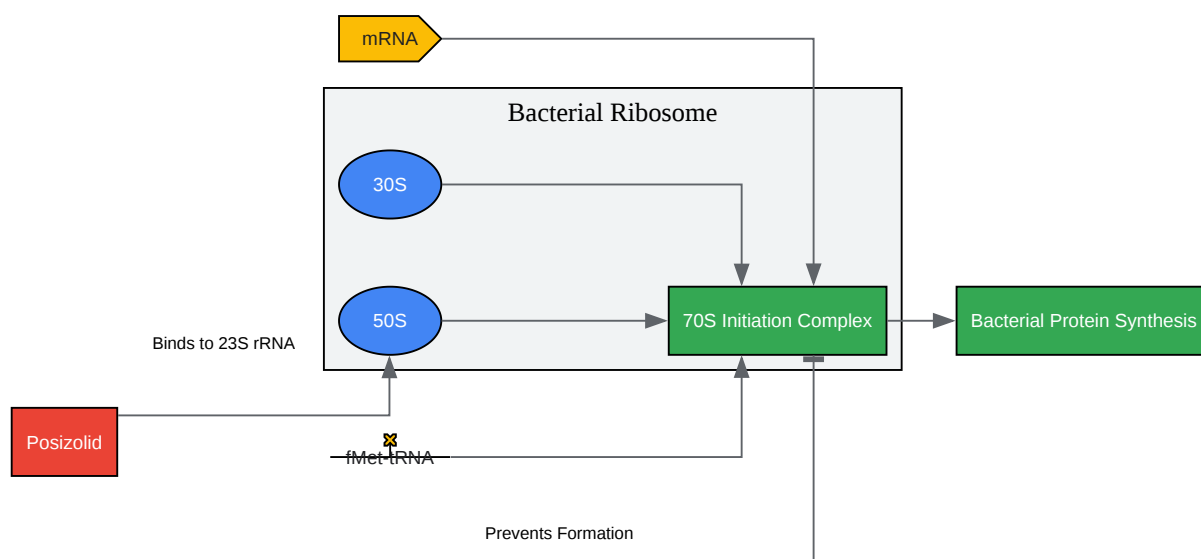 mRNA
Bacterial Ribosome
30S
50S
70S Initiation Complex
Bacterial Protein Synthesis
Binds to 23S rRNA
Posizolid
fMet-tRNA
Prevents Formation